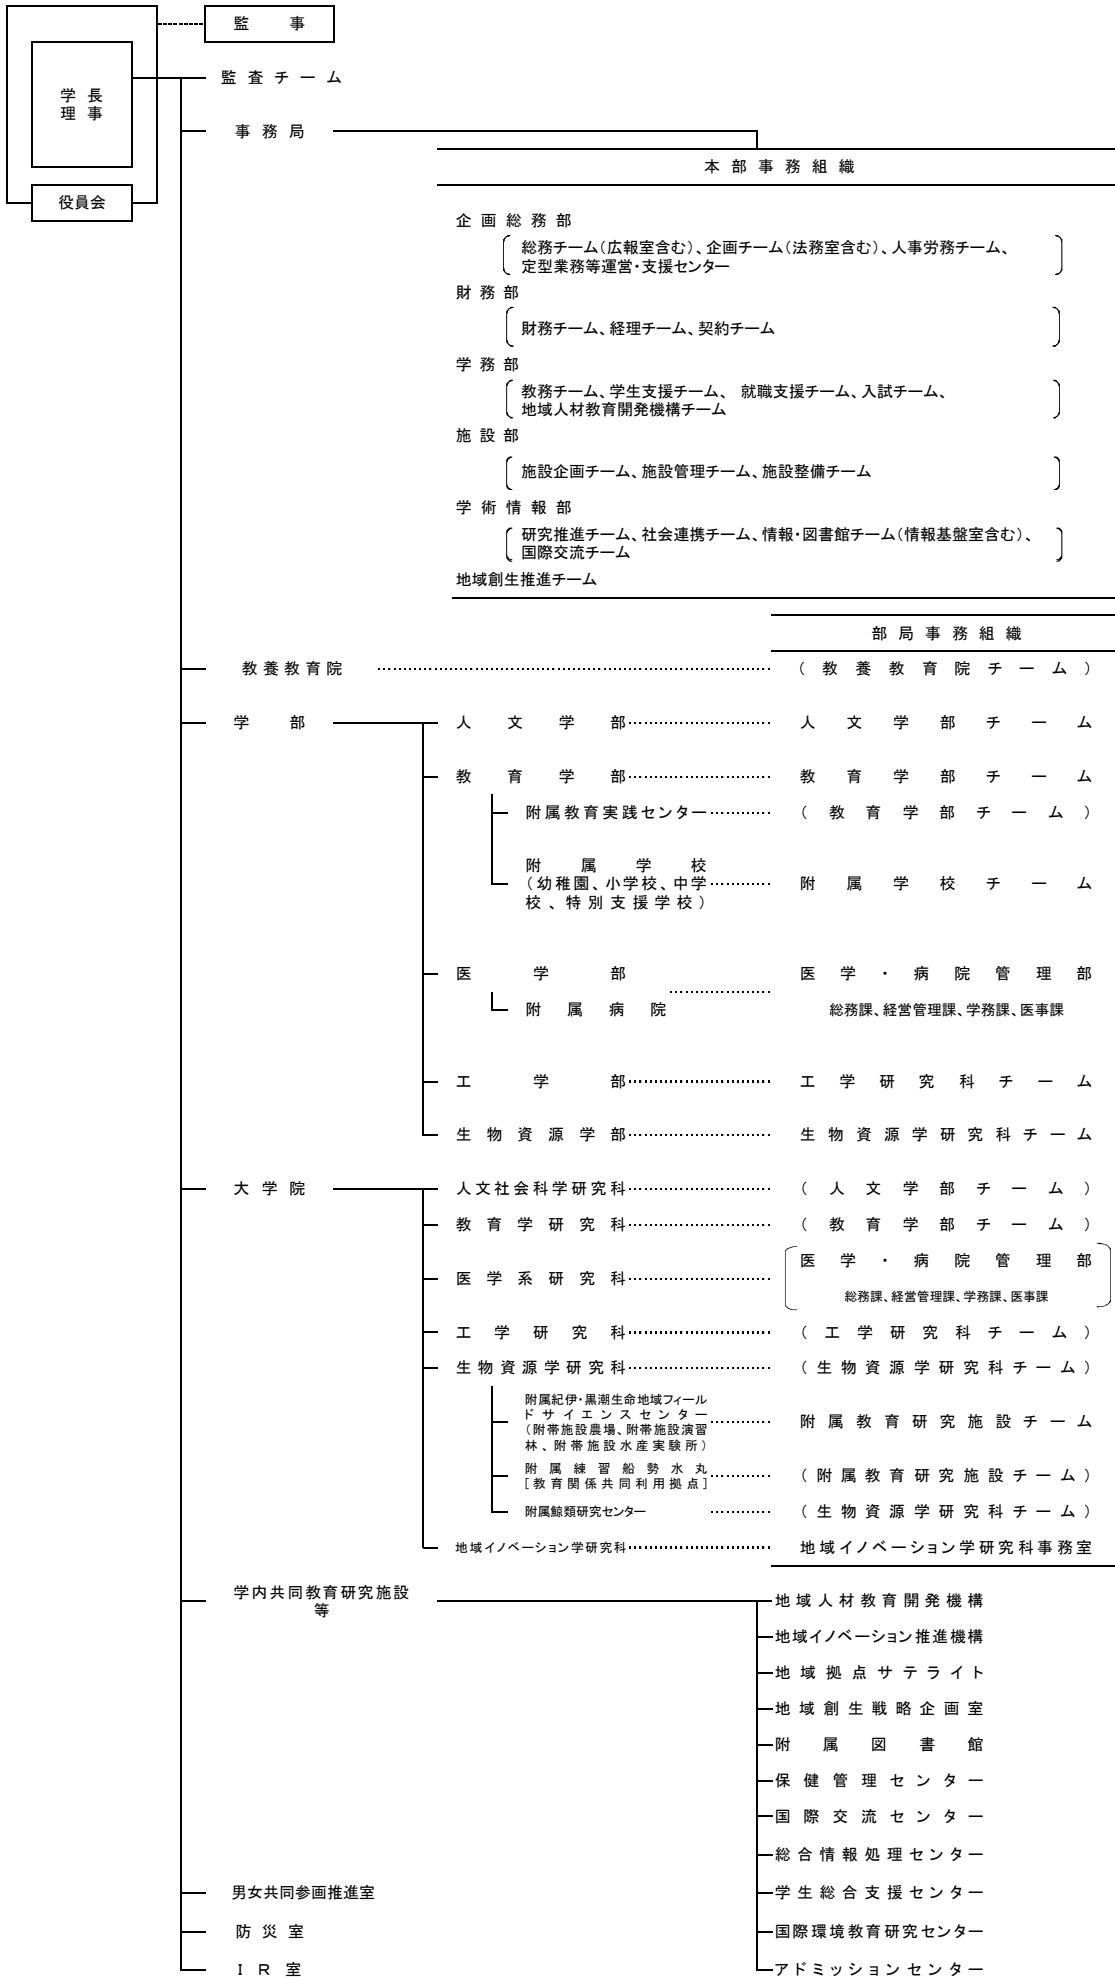 監事
学長
理事
役員会
監査チーム
事務局
本部事務組織
企画総務部
総務チーム(広報室含む)、企画チーム(法務室含む)、人事労務チーム、
定型業務等運営・支援センター
財務部
財務チーム、経理チーム、契約チーム
学務部
教務チーム、学生支援チーム、 就職支援チーム、入試チーム、
地域人材教育開発機構チーム
施設部
施設企画チーム、施設管理チーム、施設整備チーム
学術情報部
研究推進チーム、社会連携チーム、情報・図書館チーム(情報基盤室含む)、
国際交流チーム
地域創生推進チーム
部局事務組織
教養教育院 (教養教育院チーム)
学部 人文学部 人文学部チーム
教育学部 教育学部チーム
附属教育実践センター (教育学部チーム)
附属学校
(幼稚園、小学校、中学 附属学校チーム
校、特別支援学校)
医学部 医学・病院管理部
附属病院 総務課、経営管理課、学務課、医事課
工学部 工学研究科チーム
生物資源学部 生物資源学研究科チーム
大学院 人文社会科学研究科 (人文学部チーム)
教育学研究科 (教育学部チーム)
医学・病院管理部
医学系研究科
総務課、経営管理課、学務課、医事課
工学研究科 (工学研究科チーム)
生物資源学研究科 (生物資源学研究科チーム)
附属紀伊・黒潮生命地域フィール
ドサイエンスセンター
(附帯施設農場、附帯施設演習
林、附帯施設水産実験所)
附属教育研究施設チーム
附属練習船勢水丸
[教育関係共同利用拠点]
(附属教育研究施設チーム)
附属鯨類研究センター (生物資源学研究科チーム)
地域イノベーション学研究科 地域イノベーション学研究科事務室
学内共同教育研究施設
等
地域人材教育開発機構
地域イノベーション推進機構
地域拠点サテライト
地域創生戦略企画室
附属図書館
保健管理センター
国際交流センター
総合情報処理センター
男女共同参画推進室 学生総合支援センター
防災室 国際環境教育研究センター
IR室 アドミッションセンター